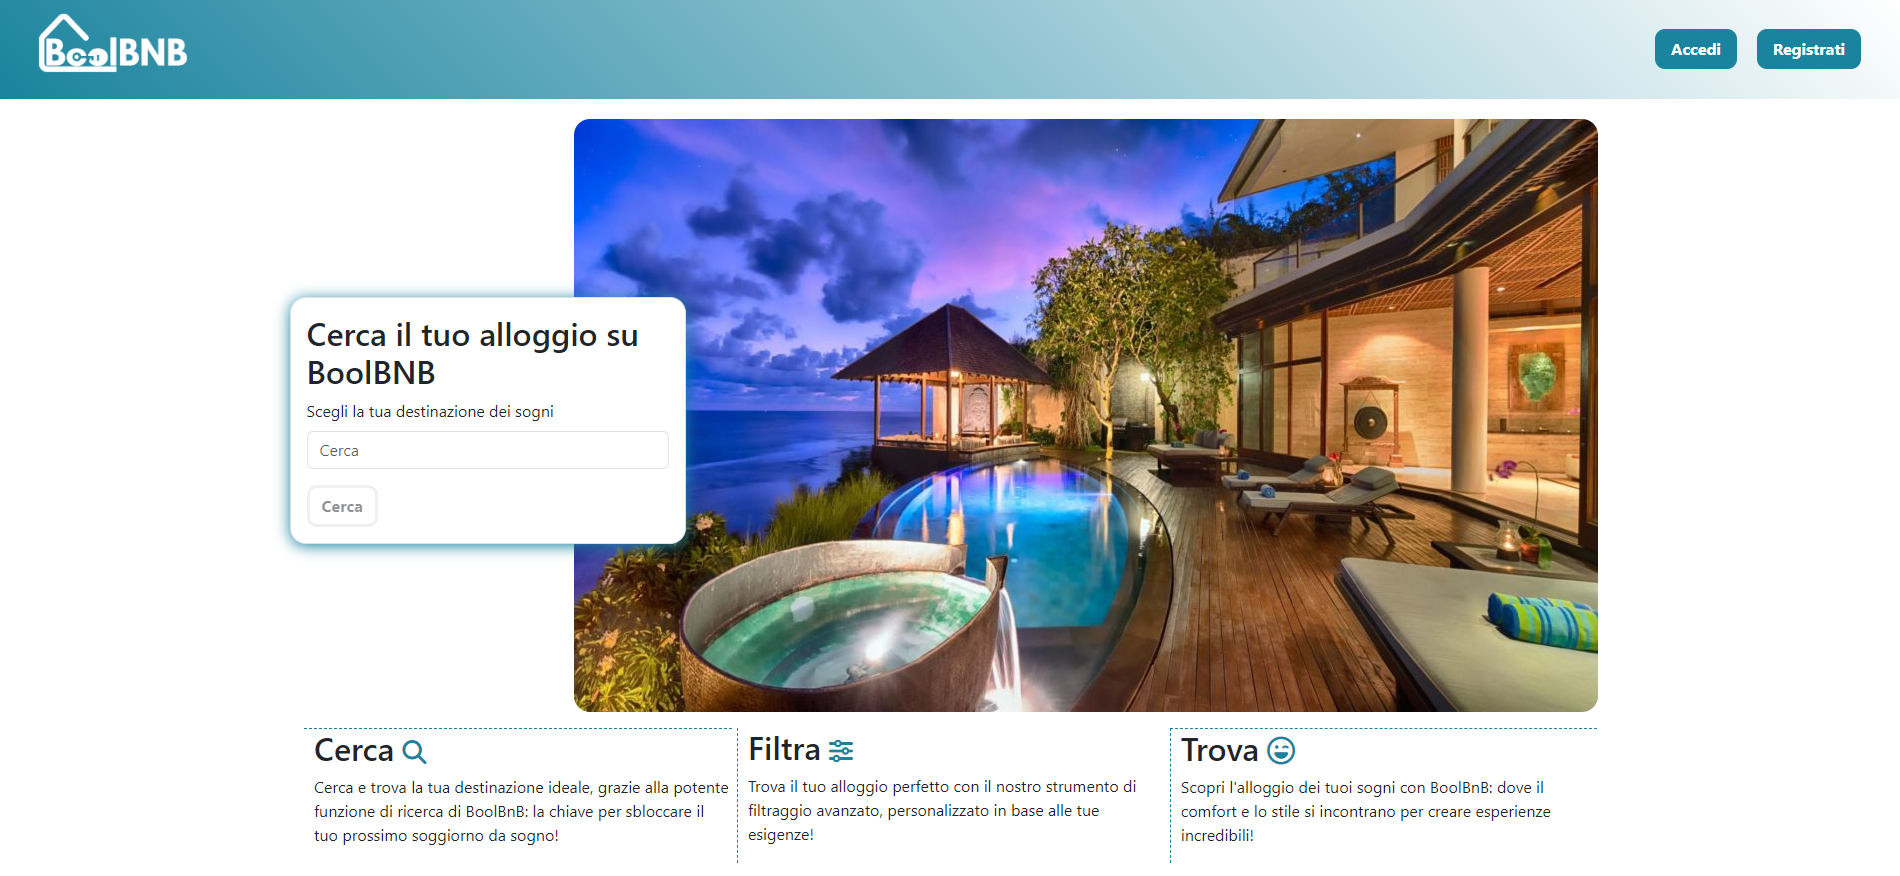 BoolBNB
Accedi
Registrati
Cerca il tuo alloggio su
BoolBNB
Scegli la tua destinazione dei sogni
Cerca
Cerca
Cerca
Cerca e trova la tua destinazione ideale, grazie alla potente
funzione di ricerca di BoolBnB: la chiave per sbloccare il
tuo prossimo soggiorno da sogno!
Filtra
Trova il tuo alloggio perfetto con il nostro strumento di
filtraggio avanzato, personalizzato in base alle tue
esigenze!
Trova
Scopri l'alloggio dei tuoi sogni con BoolBnB: dove il
comfort e lo stile si incontrano per creare esperienze
incredibili!